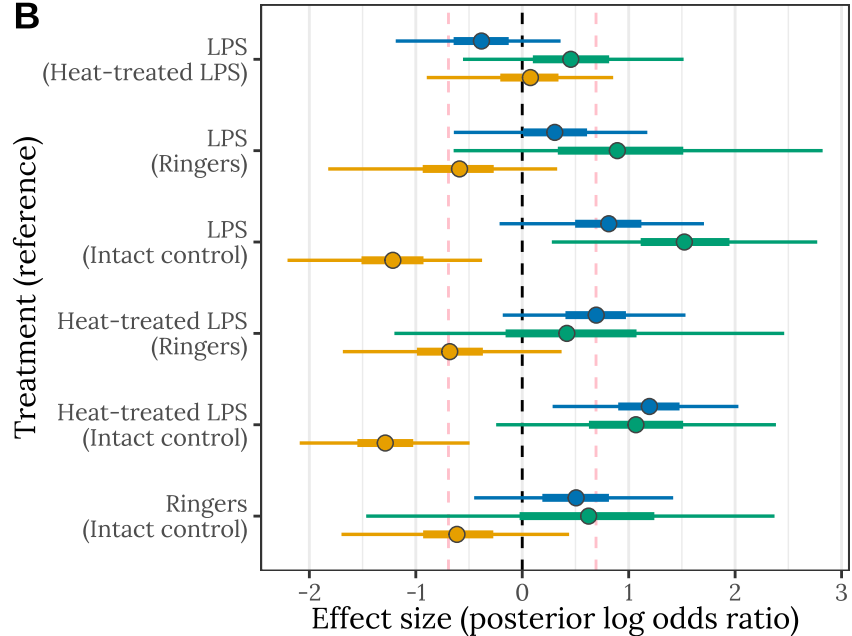 B
Treatment (reference)
LPS
(Heat-treated LPS)
LPS
(Ringers)
LPS
(Intact control)
Heat-treated LPS
(Ringers)
Heat-treated LPS
(Intact control)
Ringers
(Intact control)
-2 -1 0 1 2 3
Effect size (posterior log odds ratio)